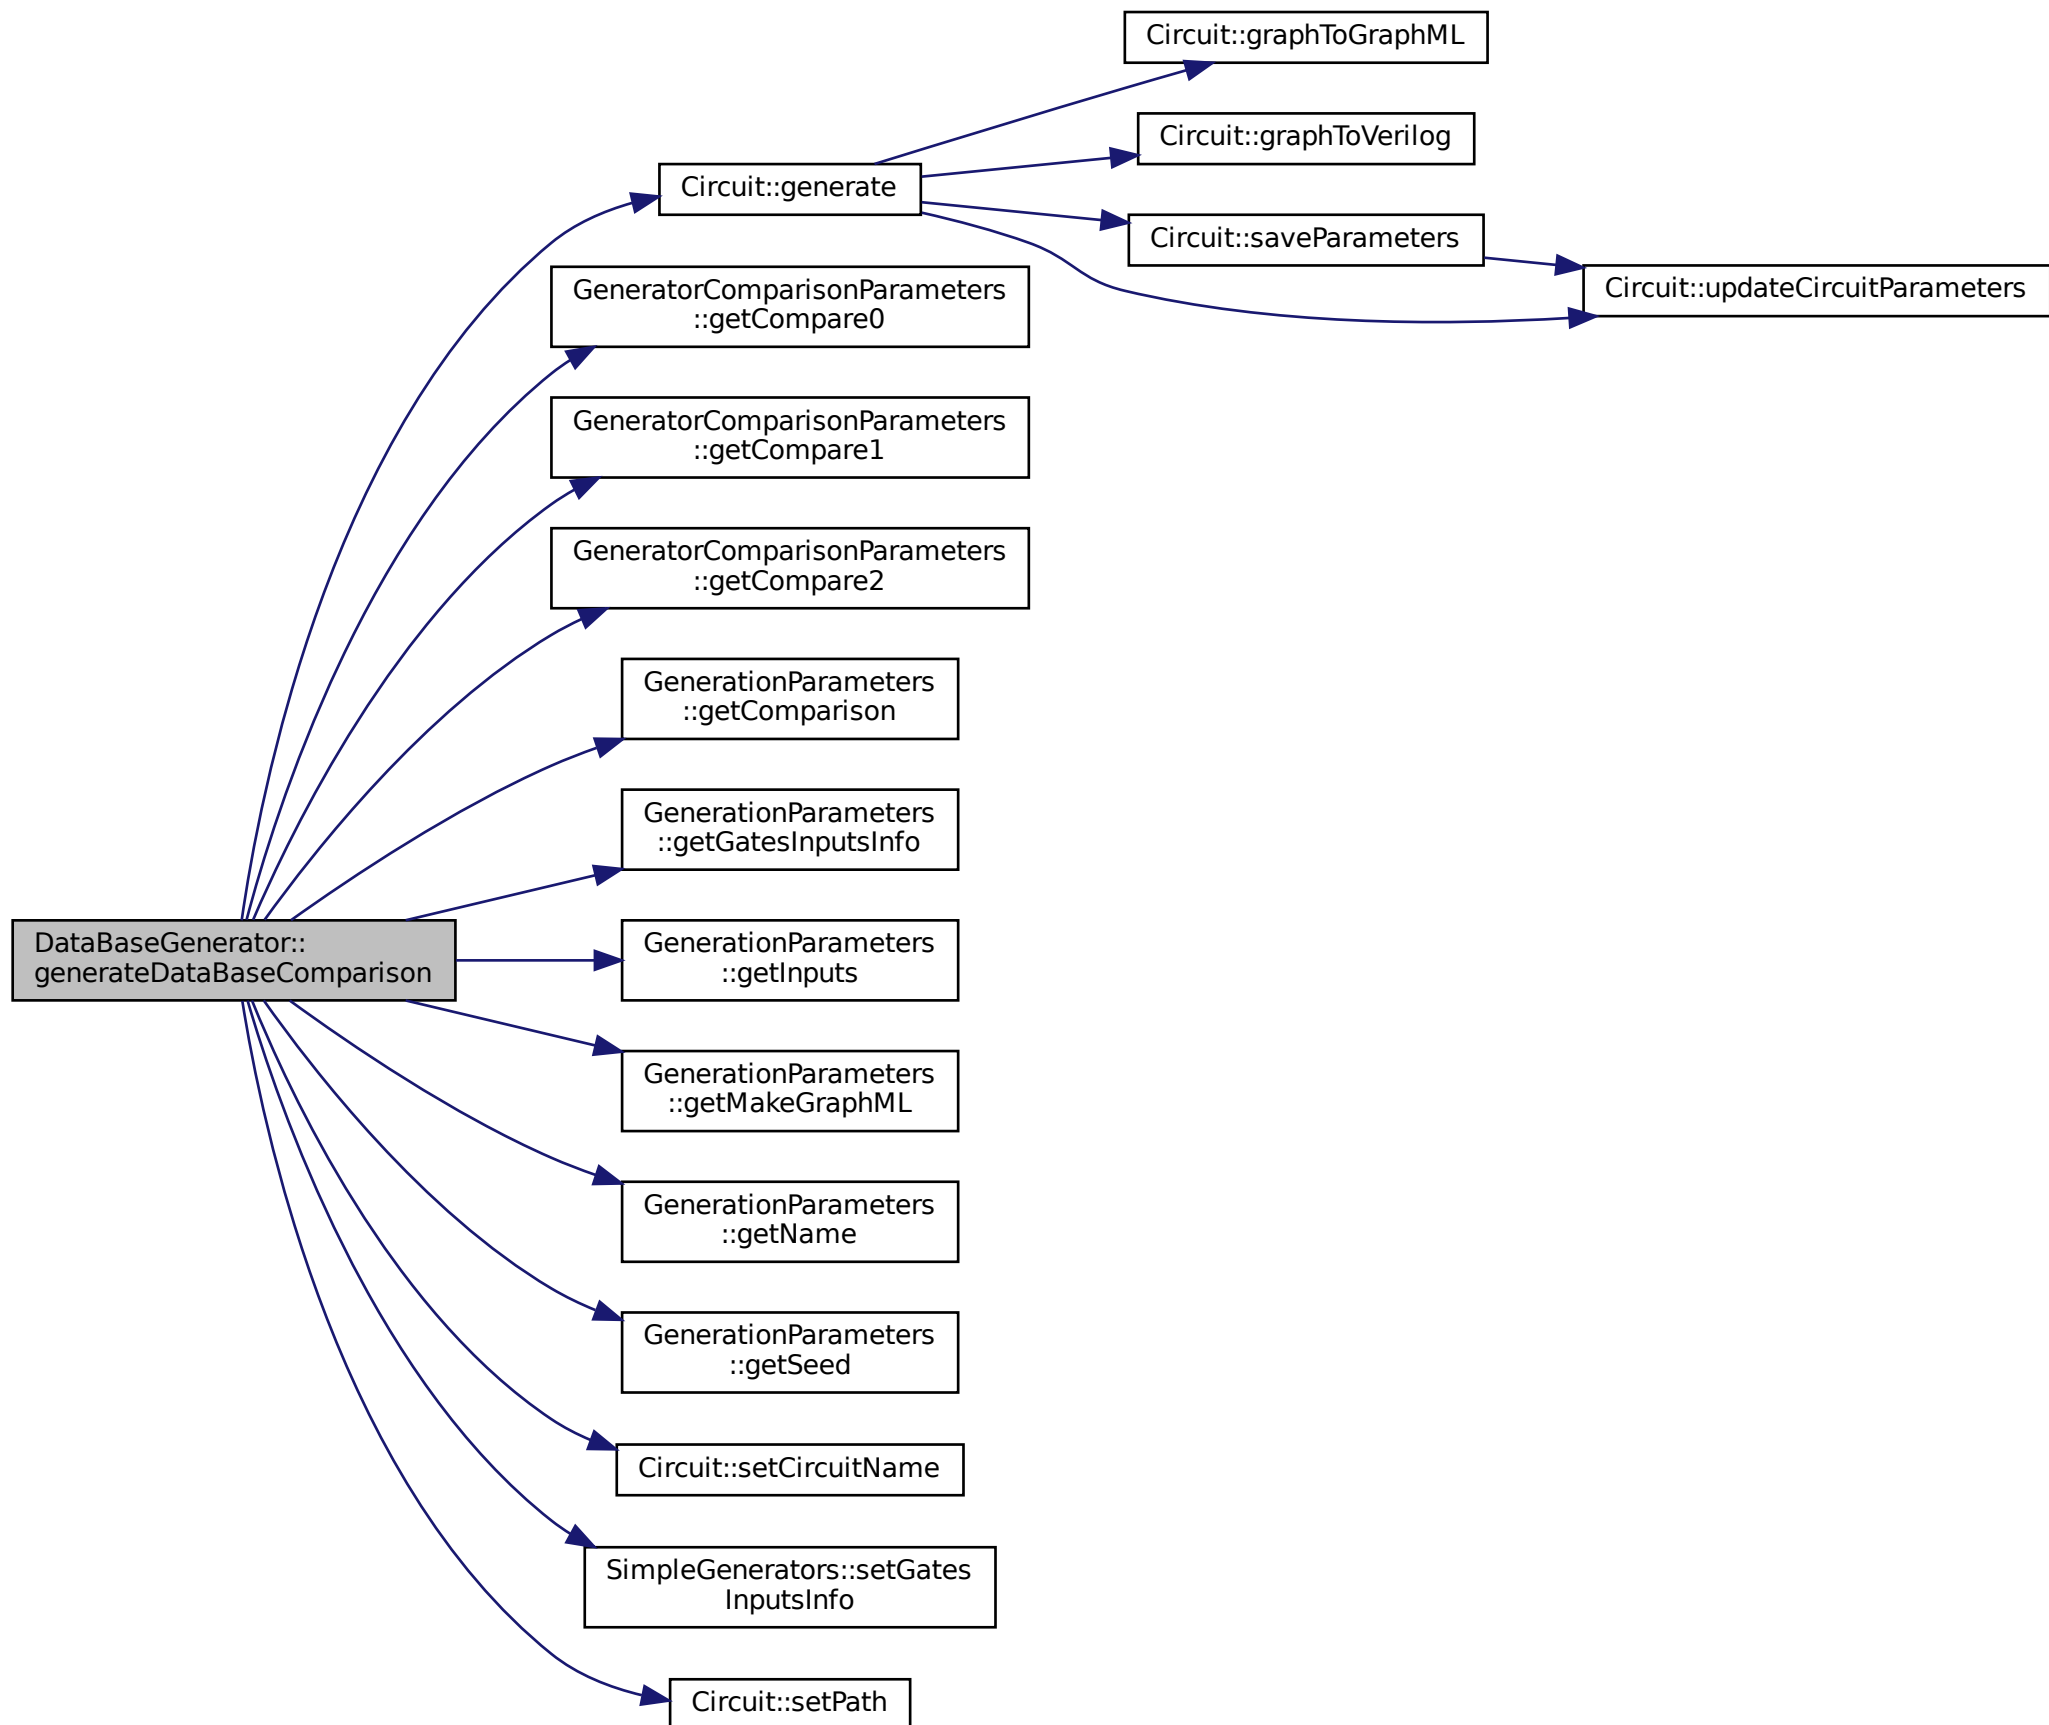 Circuit::graphToGraphML
Circuit::graphToVerilog
Circuit::generate
Circuit::saveParameters
Circuit::updateCircuitParameters
GeneratorComparisonParameters
::getCompare0
GeneratorComparisonParameters
::getCompare1
GeneratorComparisonParameters
::getCompare2
GenerationParameters
::getComparison
GenerationParameters
::getGatesInputsInfo
DataBaseGenerator::
generateDataBaseComparison
GenerationParameters
::getInputs
GenerationParameters
::getMakeGraphML
GenerationParameters
::getName
GenerationParameters
::getSeed
Circuit::setCircuitName
SimpleGenerators::setGates
InputsInfo
Circuit::setPath